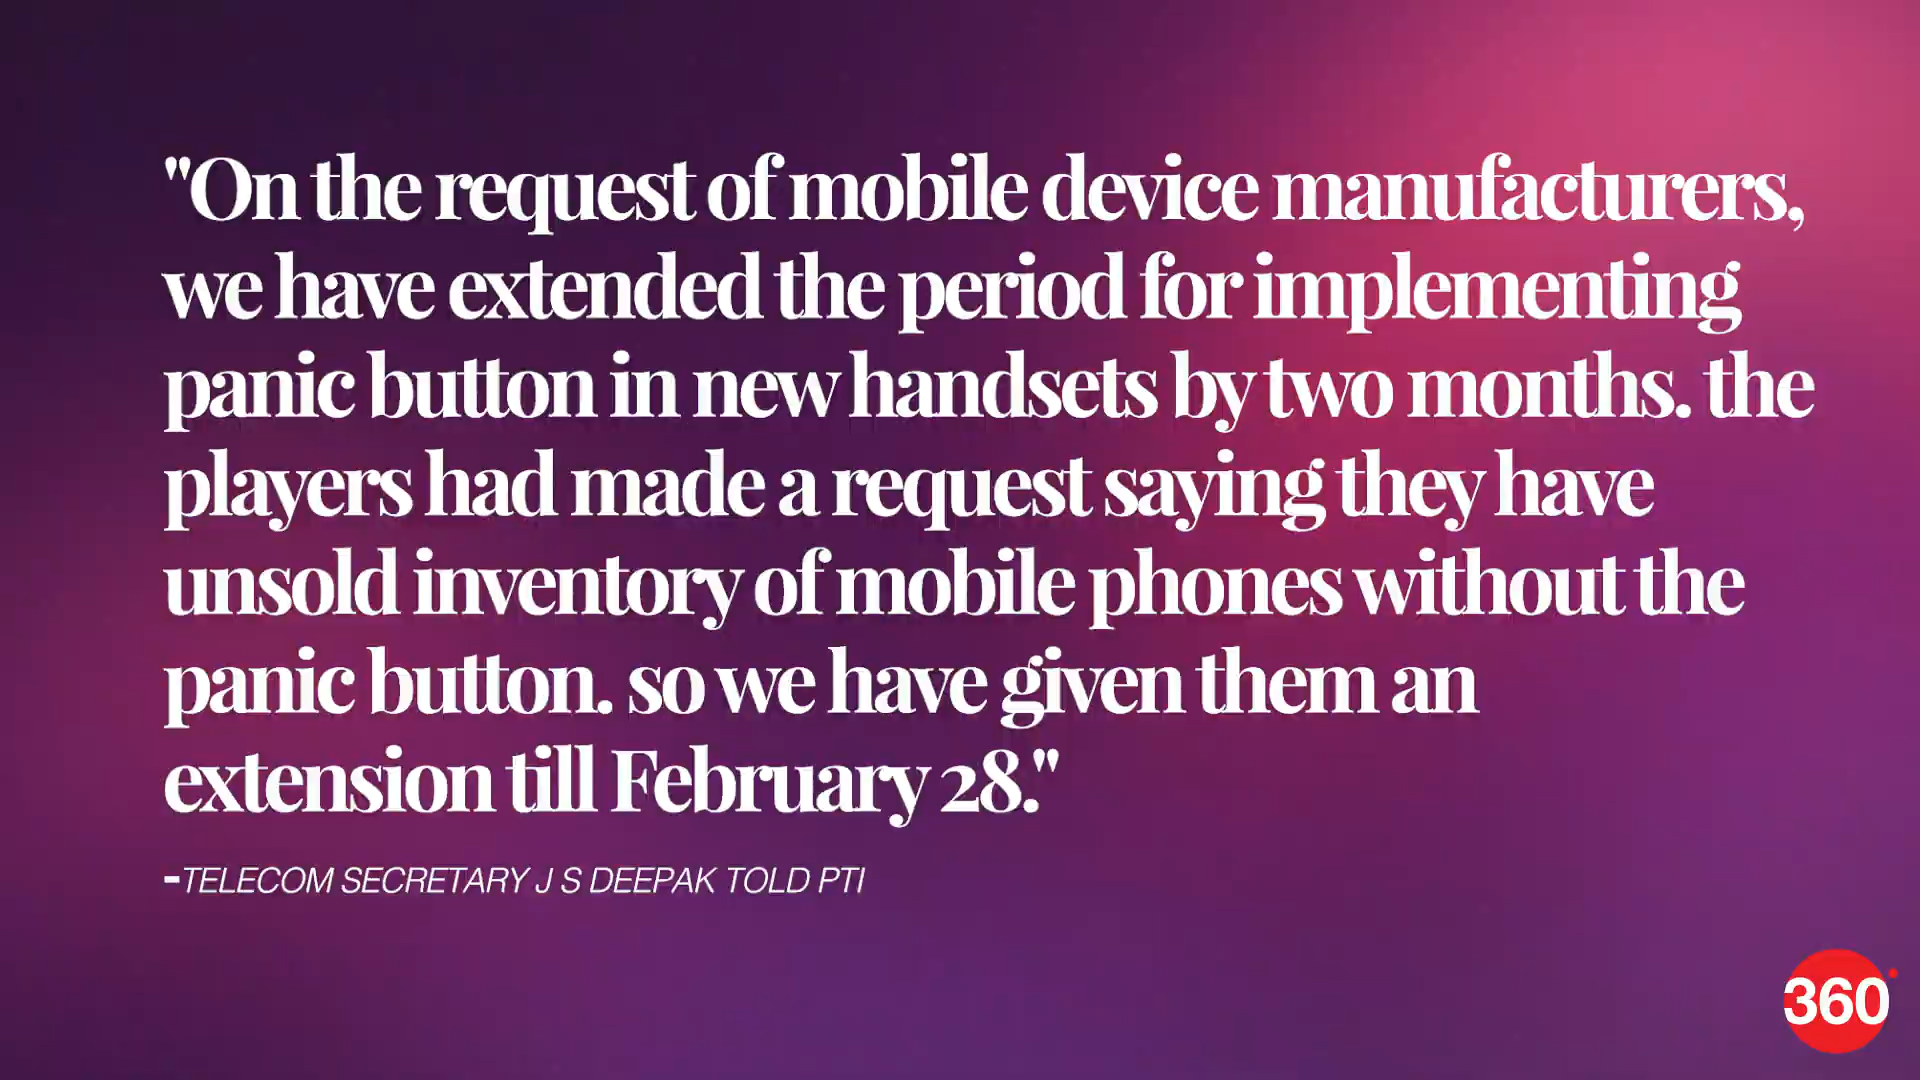 "On the request of mobile device manufacturers,
we have extended the period for implementing
panic button in new handsets by two months. the
players had made a request saying they have
unsold inventory of mobile phones without the
panic button. so we have given them an
extension till February 28."
-TELECOM SECRETARY J S DEEPAK TOLD PTI
360